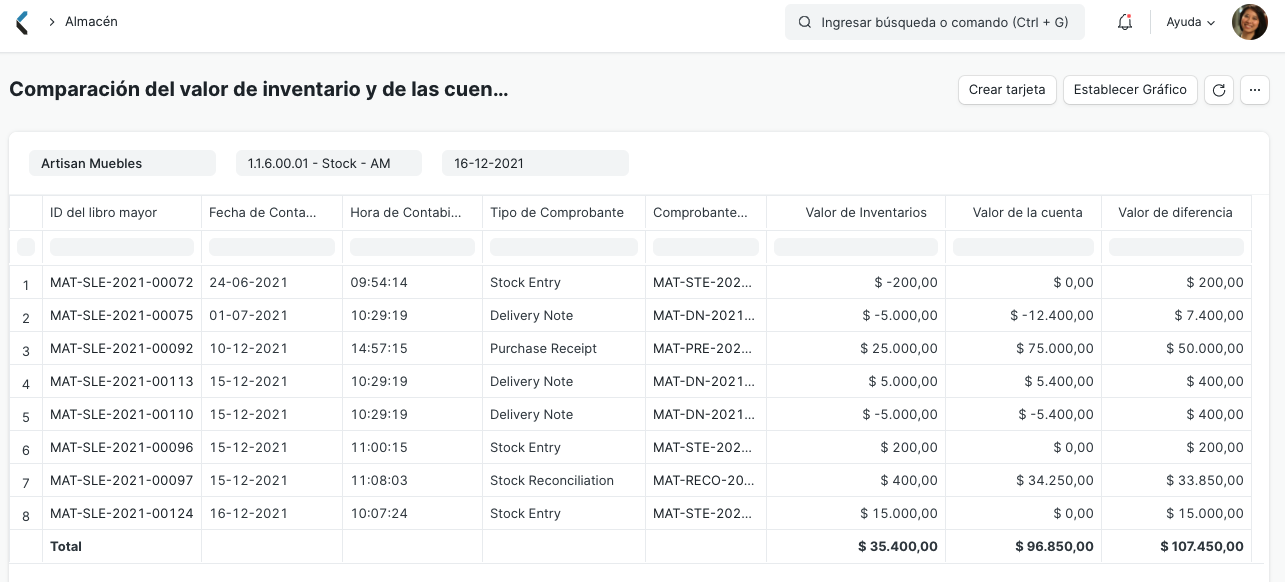 Almacén
Ingresar búsqueda o comando (Ctrl + G)
Ayuda
Comparación del valor de inventario y de las cuen...
Crear tarjeta
Establecer Gráfico
Artisan Muebles 1.1.6.00.01 - Stock - AM 16-12-2021
ID del libro mayor Fecha de Conta... Hora de Contabi... Tipo de Comprobante Comprobante... Valor de Inventarios Valor de la cuenta Valor de diferencia
1 MAT-SLE-2021-00072 24-06-2021 09:54:14 Stock Entry MAT-STE-202... $ -200,00 $ 0,00 $ 200,00
2 MAT-SLE-2021-00075 01-07-2021 10:29:19 Delivery Note MAT-DN-2021... $ -5.000,00 $ -12.400,00 $ 7.400,00
3 MAT-SLE-2021-00092 10-12-2021 14:57:15 Purchase Receipt MAT-PRE-202... $ 25.000,00 $ 75.000,00 $ 50.000,00
4 MAT-SLE-2021-00113 15-12-2021 10:29:19 Delivery Note MAT-DN-2021... $ 5.000,00 $ 5.400,00 $ 400,00
5 MAT-SLE-2021-00110 15-12-2021 10:29:19 Delivery Note MAT-DN-2021... $ -5.000,00 $ -5.400,00 $ 400,00
6 MAT-SLE-2021-00096 15-12-2021 11:00:15 Stock Entry MAT-STE-202... $ 200,00 $ 0,00 $ 200,00
7 MAT-SLE-2021-00097 15-12-2021 11:08:03 Stock Reconciliation MAT-RECO-20... $ 400,00 $ 34.250,00 $ 33.850,00
8 MAT-SLE-2021-00124 16-12-2021 10:07:24 Stock Entry MAT-STE-202... $ 15.000,00 $ 0,00 $ 15.000,00
Total $ 35.400,00 $ 96.850,00 $ 107.450,00